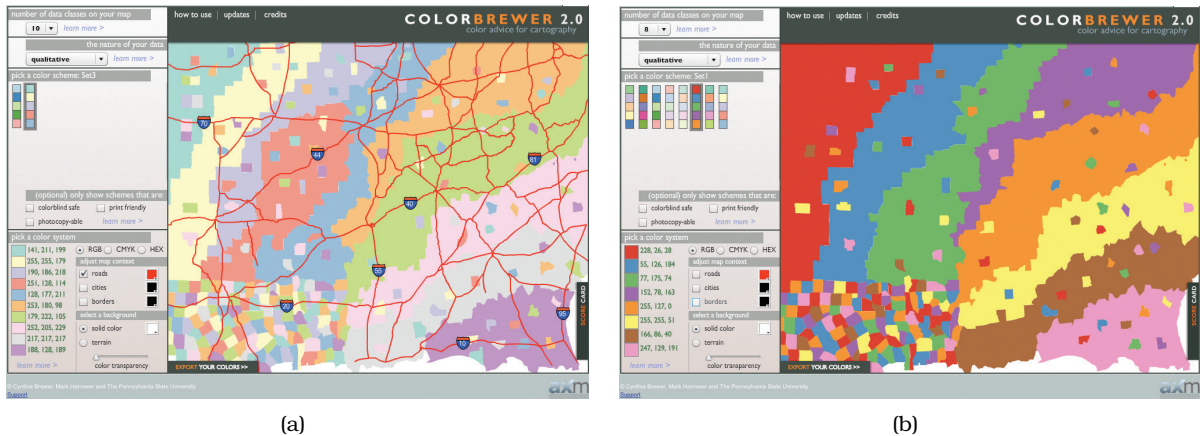 number of data classes on your map
10
learn more >
the nature of your data
qualitative
learn more >
pick a color scheme: Set3
(optional) only show schemes that are:
colorblind safe
print friendly
photocopy-able
learn more >
pick a color system
141, 211, 199
255, 255, 179
190, 186, 218
251, 128, 114
128, 177, 211
253, 180, 98
179, 222, 105
252, 205, 229
217, 217, 217
188, 128, 189
RGB
CMYK
HEX
adjust map context
roads
cities
borders
select a background
solid color
terrain
color transparency
learn more >
how to use | updates | credits
COLORBREWER 2.0
color advice for cartography
70
44
81
40
55
20
95
10
SCORE CARD
EXPORT YOUR COLORS >>
© Cynthia Brewer, Mark Harrower and The Pennsylvania State University
Support
axm
(a)
number of data classes on your map
8
learn more >
the nature of your data
qualitative
learn more >
pick a color scheme: Set1
(optional) only show schemes that are:
colorblind safe
print friendly
photocopy-able
learn more >
pick a color system
228, 26, 28
55, 126, 184
77, 175, 74
152, 78, 163
255, 127, 0
255, 255, 51
166, 86, 40
247, 129, 191
RGB
CMYK
HEX
adjust map context
roads
cities
borders
select a background
solid color
terrain
color transparency
learn more >
how to use | updates | credits
COLORBREWER 2.0
color advice for cartography
SCORE CARD
EXPORT YOUR COLORS >>
© Cynthia Brewer, Mark Harrower and The Pennsylvania State University
Support
axm
(b)